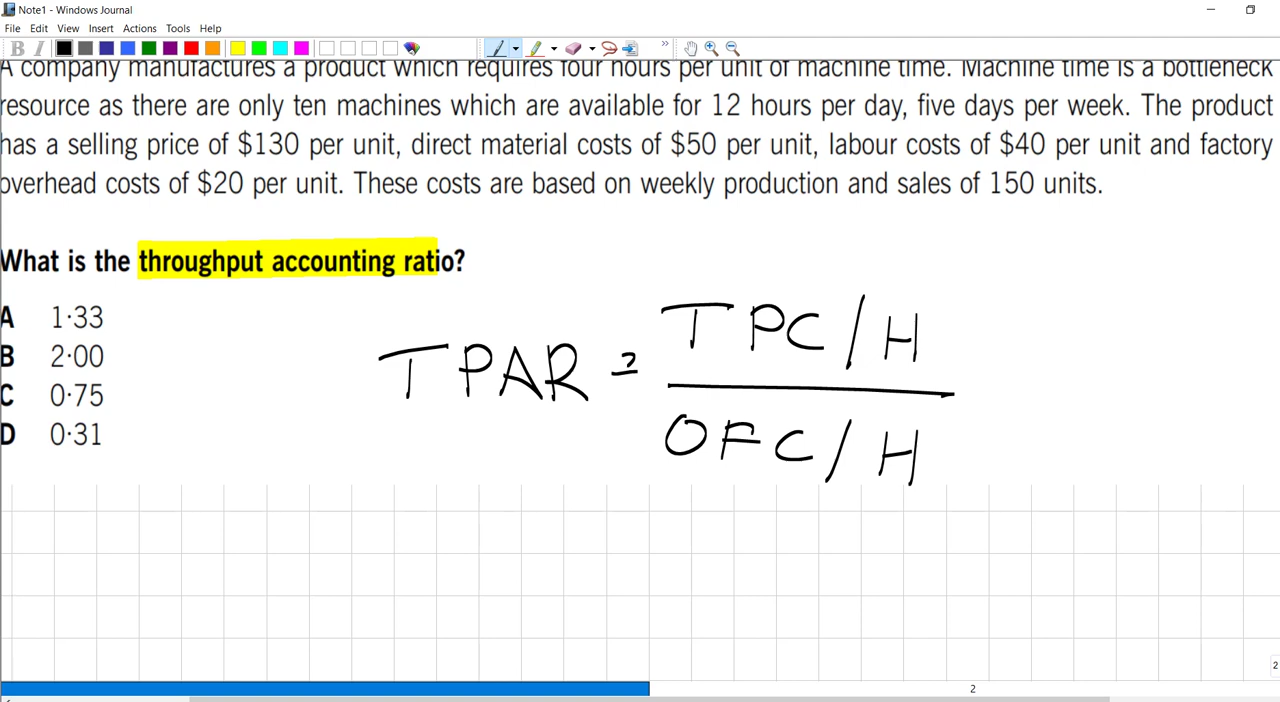 Note1 - Windows Journal
File Edit View Insert Actions Tools Help
B I
A company manufactures a product which requires four hours per unit of machine time. Machine time is a bottleneck
resource as there are only ten machines which are available for 12 hours per day, five days per week. The product
has a selling price of $130 per unit, direct material costs of $50 per unit, labour costs of $40 per unit and factory
overhead costs of $20 per unit. These costs are based on weekly production and sales of 150 units.
What is the throughput accounting ratio?
A 1·33
B 2·00
C 0·75
D 0·31
TPAR = TPC/H
OFC/H
2
2